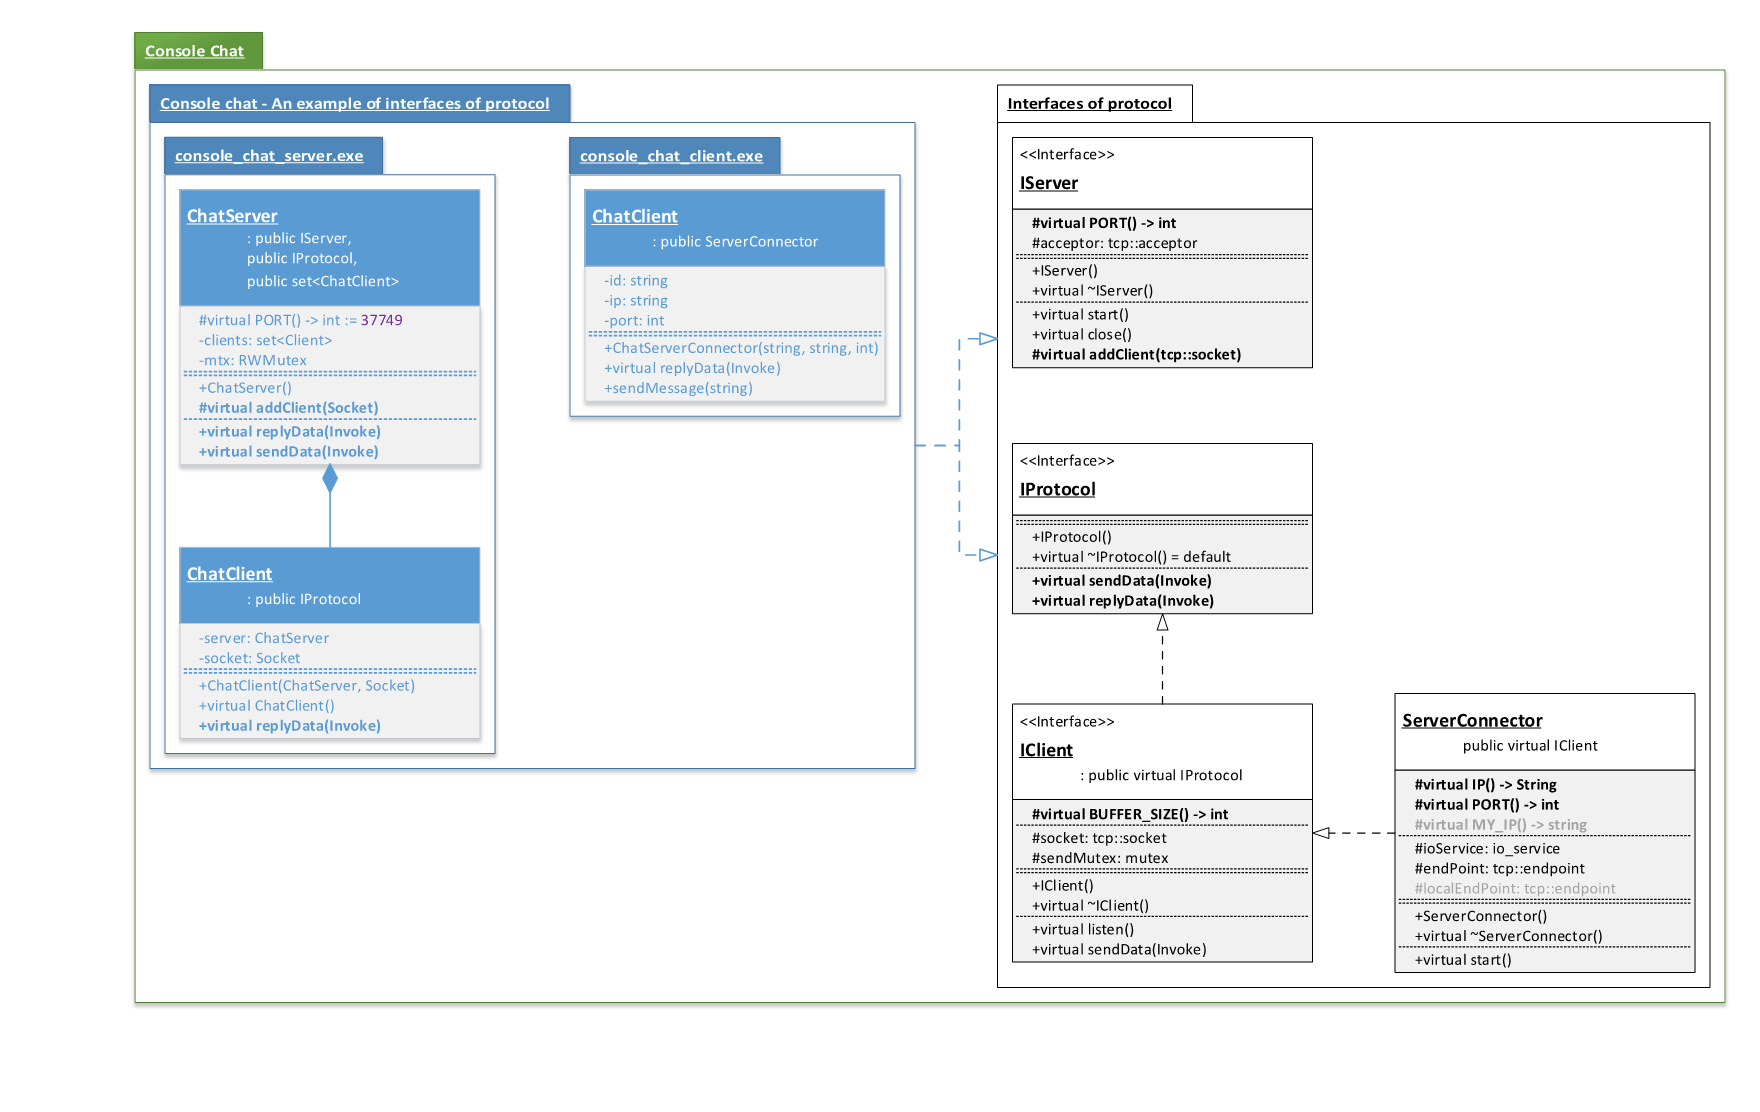 Console Chat
Console chat - An example of interfaces of protocol
console_chat_server.exe
ChatServer
: public IServer,
public IProtocol,
public set<ChatClient>
#virtual PORT() -> int := 37749
-clients: set<Client>
-mtx: RWMutex
+ChatServer()
#virtual addClient(Socket)
+virtual replyData(Invoke)
+virtual sendData(Invoke)
ChatClient
: public IProtocol
-server: ChatServer
-socket: Socket
+ChatClient(ChatServer, Socket)
+virtual ChatClient()
+virtual replyData(Invoke)
console_chat_client.exe
ChatClient
: public ServerConnector
-id: string
-ip: string
-port: int
+ChatServerConnector(string, string, int)
+virtual replyData(Invoke)
+sendMessage(string)
Interfaces of protocol
<<Interface>>
IServer
#virtual PORT() -> int
#acceptor: tcp::acceptor
+IServer()
+virtual ~IServer()
+virtual start()
+virtual close()
#virtual addClient(tcp::socket)
<<Interface>>
IProtocol
+IProtocol()
+virtual ~IProtocol() = default
+virtual sendData(Invoke)
+virtual replyData(Invoke)
<<Interface>>
IClient
: public virtual IProtocol
#virtual BUFFER_SIZE() -> int
#socket: tcp::socket
#sendMutex: mutex
+IClient()
+virtual ~IClient()
+virtual listen()
+virtual sendData(Invoke)
ServerConnector
public virtual IClient
#virtual IP() -> String
#virtual PORT() -> int
#virtual MY_IP() -> string
#ioService: io_service
#endPoint: tcp::endpoint
#localEndPoint: tcp::endpoint
+ServerConnector()
+virtual ~ServerConnector()
+virtual start()